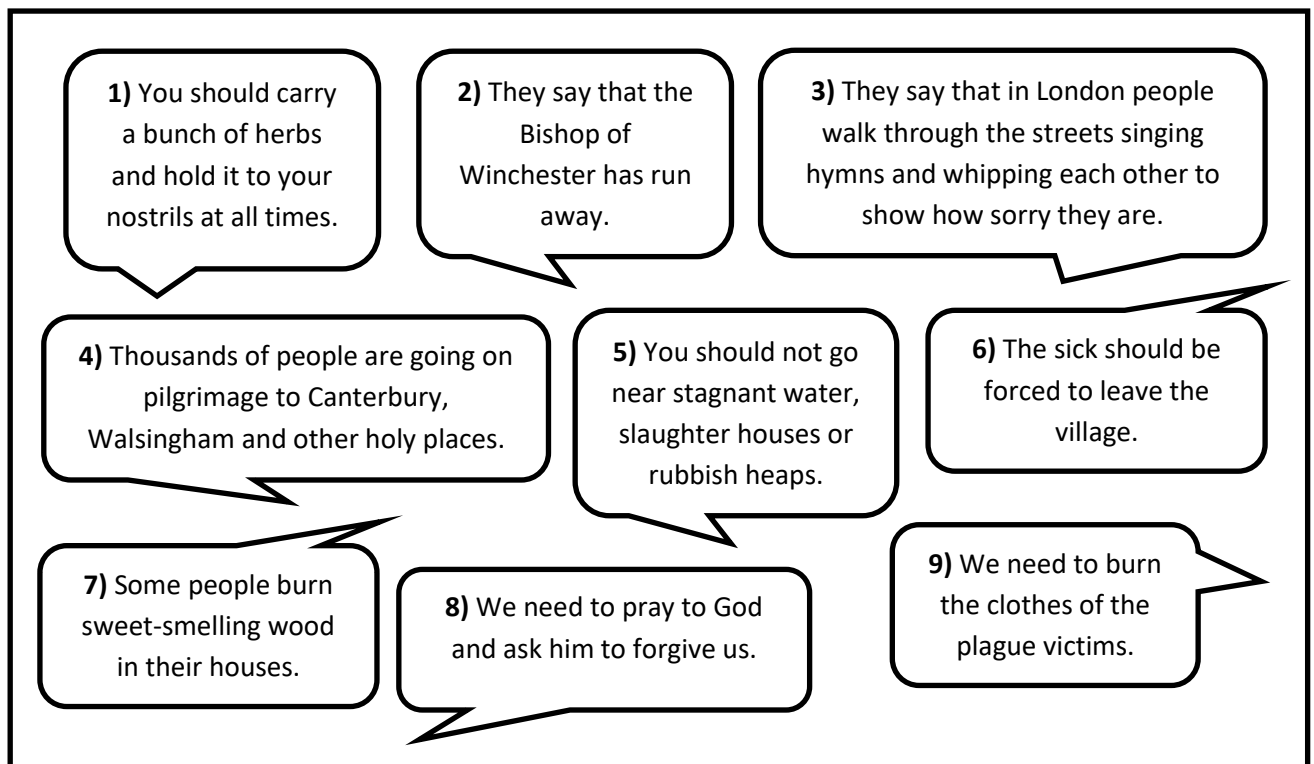 1) You should carry
a bunch of herbs
and hold it to your
nostrils at all times.
2) They say that the
Bishop of
Winchester has run
away.
3) They say that in London people
walk through the streets singing
hymns and whipping each other to
show how sorry they are.
4) Thousands of people are going on
pilgrimage to Canterbury,
Walsingham and other holy places.
5) You should not go
near stagnant water,
slaughter houses or
rubbish heaps.
6) The sick should be
forced to leave the
village.
7) Some people burn
sweet-smelling wood
in their houses.
8) We need to pray to God
and ask him to forgive us.
9) We need to burn
the clothes of the
plague victims.